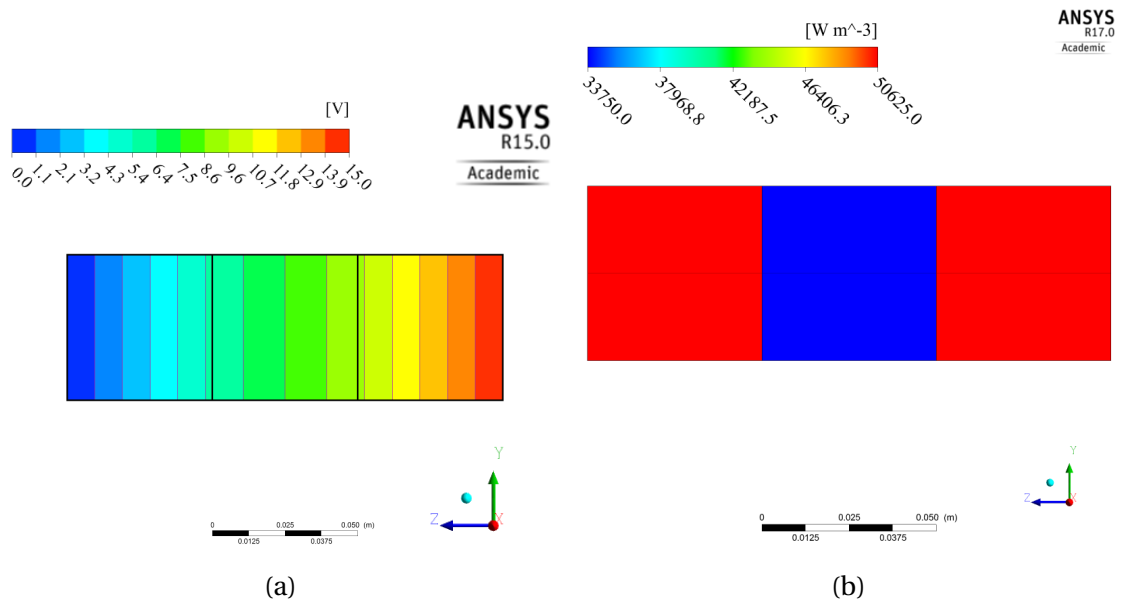 [V]
0.0 1.1 2.1 3.2 4.3 5.4 6.4 7.5 8.6 9.6 10.7 11.8 12.9 13.9 15.0
ANSYS
R15.0
Academic
Y
Z X
0 0.025 0.050 (m)
0.0125 0.0375
(a)
[W m^-3]
33750.0 37968.8 42187.5 46406.3 50625.0
ANSYS
R17.0
Academic
Y
Z X
0 0.025 0.050 (m)
0.0125 0.0375
(b)